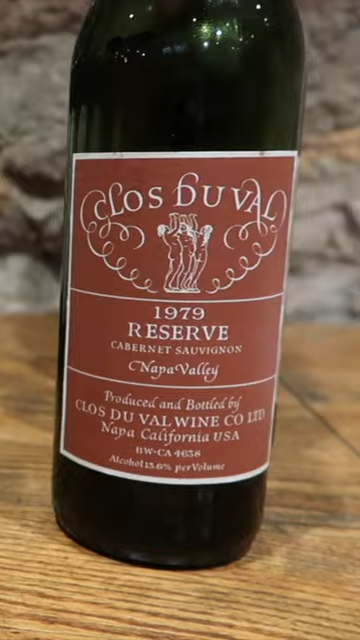 CLOS DU VAL
1979
RESERVE
CABERNET SAUVIGNON
Napa Valley
Produced and Bottled by
CLOS DU VAL WINE CO LTD
Napa California USA
BW-CA 4638
Alcohol 13.6% per Volume